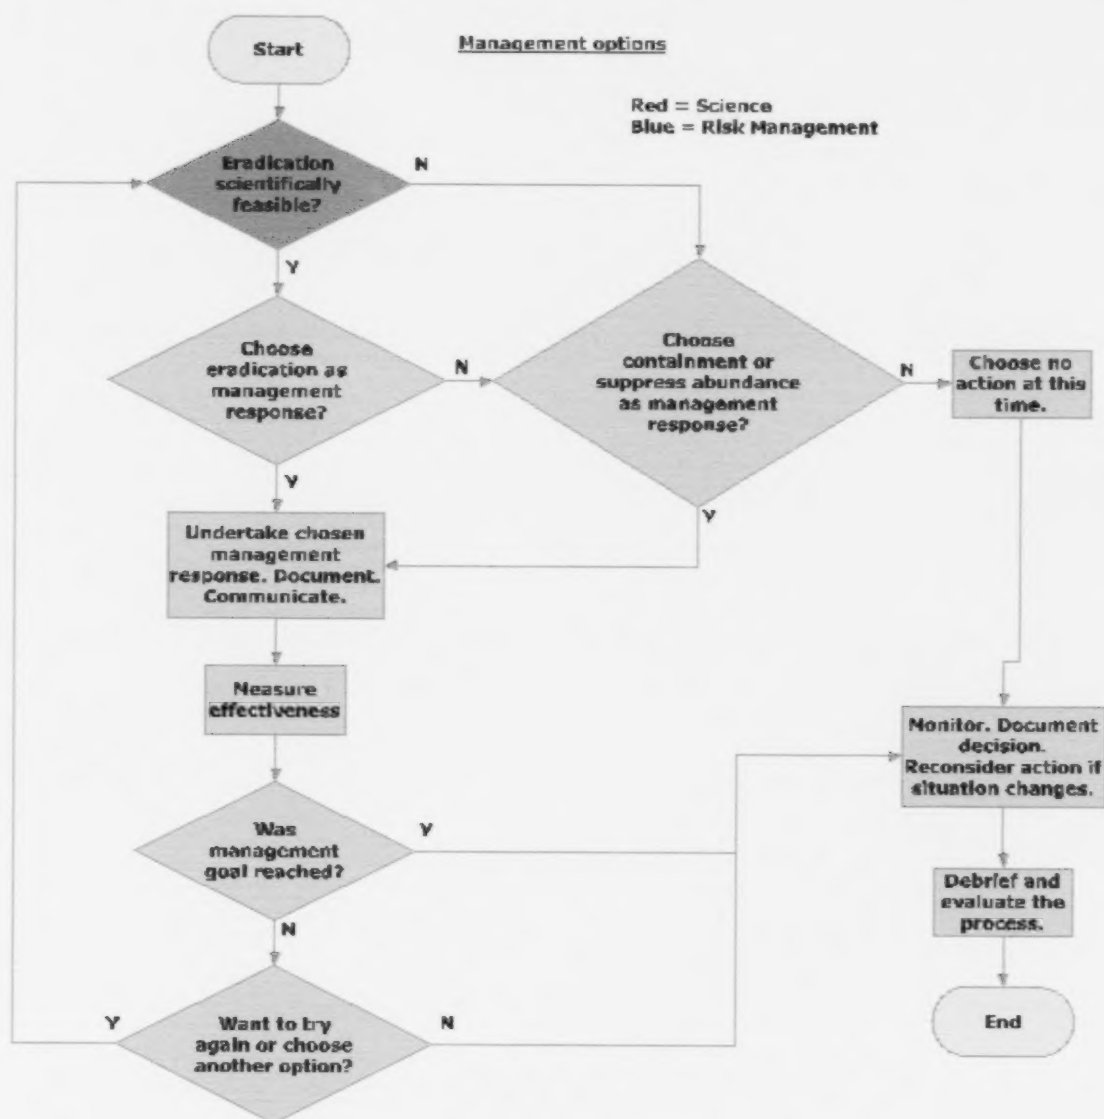 Start
Management options
Red = Science
Blue = Risk Management
Eradication
scientifically
feasible?
N
Y
Choose
eradication as
management
response?
N
Choose
containment or
suppress abundance
as management
response?
N
Choose no
action at this
time.
Y
Y
Undertake chosen
management
response. Document.
Communicate.
Measure
effectiveness
Monitor. Document
decision.
Reconsider action if
situation changes.
Was
management
goal reached?
Y
N
Debrief and
evaluate the
process.
Y
Want to try
again or choose
another option?
N
End